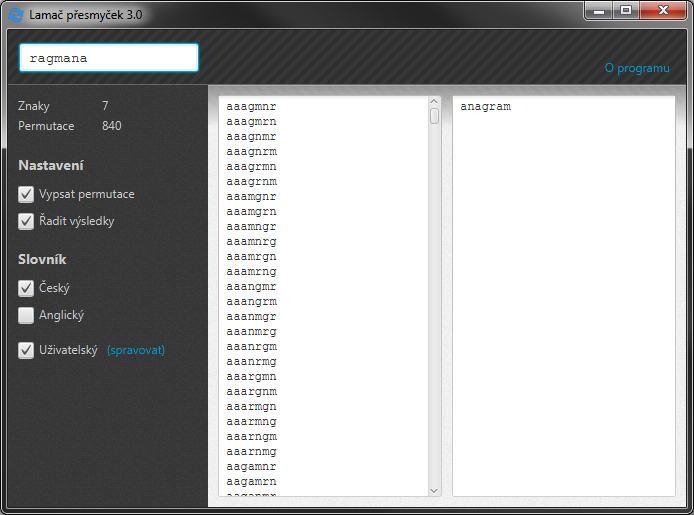 Lamač přesmyček 3.0
ragmana
O programu
Znaky 7
Permutace 840
Nastavení
Vypsat permutace
Řadit výsledky
Slovník
Český
Anglický
Uživatelský (spravovat)
aaagmnr
aaagmrn
aaagnmr
aaagnrm
aaagrmn
aaagrnm
aaamgnr
aaamgrn
aaamngr
aaamnrg
aaamrgn
aaamrng
aaangmr
aaangrm
aaanmgr
aaanmrg
aaanrgm
aaanrmg
aaargmn
aaargnm
aaarmgn
aaarmng
aaarngm
aaarnmg
aagamnr
aagamrn
aaganmr
anagram